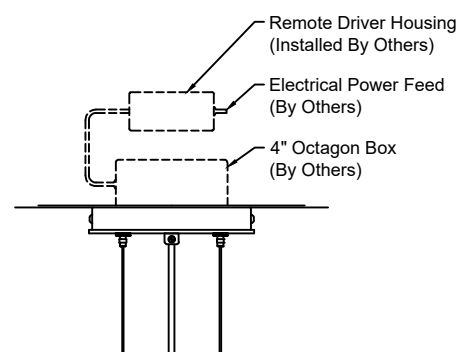 Remote Driver Housing
(Installed By Others)
Electrical Power Feed
(By Others)
4" Octagon Box
(By Others)